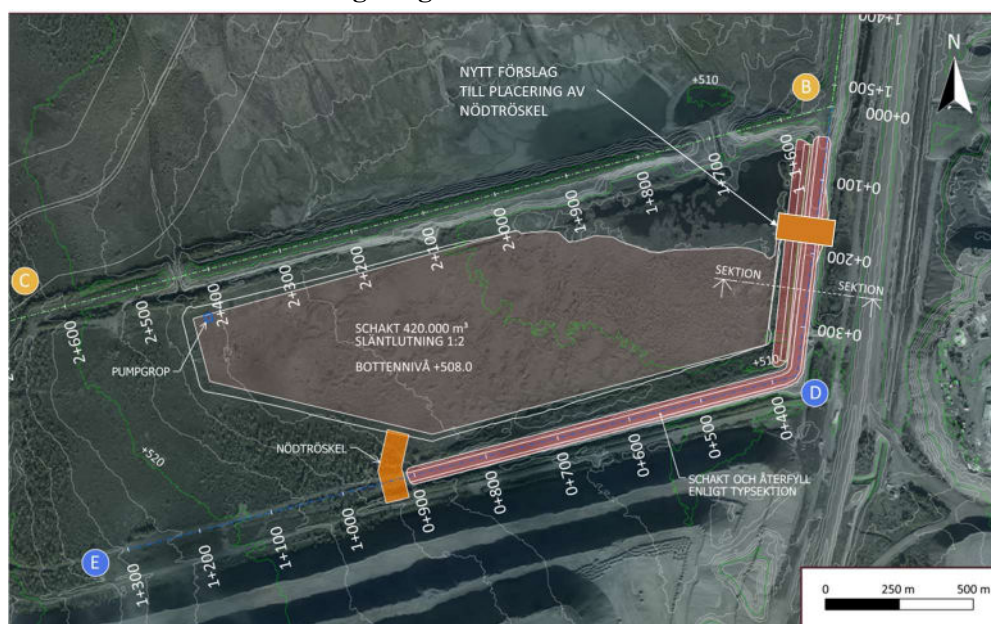 1+400
N
NYTT FÖRSLAG
TILL PLACERING AV
NÖDTRÖSKEL
+510
B
1+500
0+000
1+600
1+700
0+100
1+800
1+900
2+000
0+200
2+100
2+200
SEKTION
SEKTION
2+300
C
2+400
2+500
2+600
0+300
SCHAKT 420.000 m³
SLÄNTLUTNING 1:2
BOTTENNIVÅ +508.0
PUMPGROP
+510
D
0+400
0+500
0+600
0+700
0+800
0+900
NÖDTRÖSKEL
+520
SCHAKT OCH ÅTERFYLL
ENLIGT TYPSEKTION
1+000
1+100
1+200
1+300
E
0 250 m 500 m